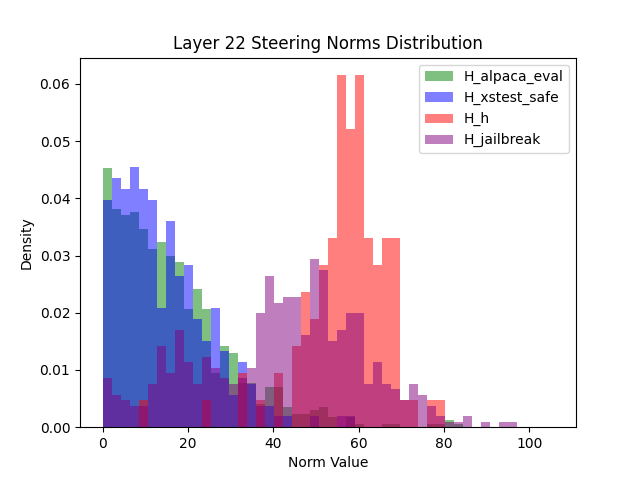 Layer 22 Steering Norms Distribution
H_alpaca_eval
H_xstest_safe
H_h
H_jailbreak
0.06
0.05
0.04
0.03
0.02
0.01
0.00
Density
0 20 40 60 80 100
Norm Value